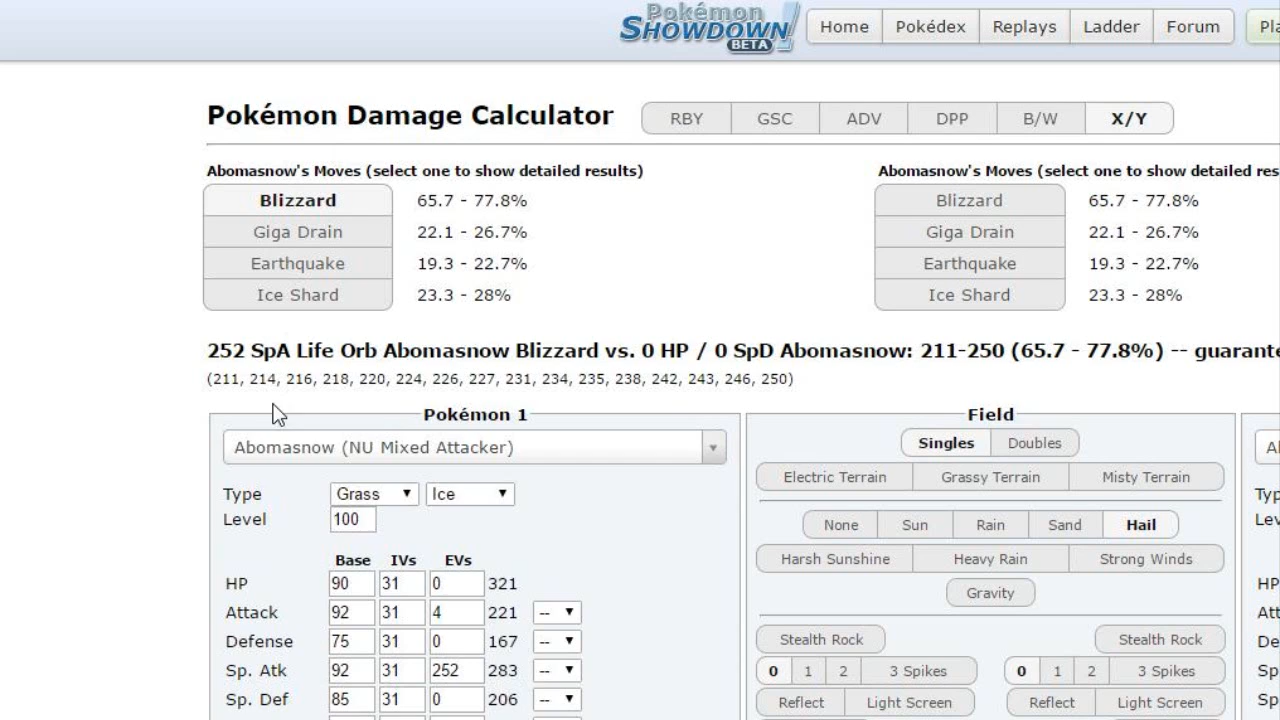 Pokémon
SHOWDOWN!
BETA
Home Pokédex Replays Ladder Forum
Pokémon Damage Calculator RBY GSC ADV DPP B/W X/Y
Abomasnow's Moves (select one to show detailed results) Abomasnow's Moves (select one to show detailed res
Blizzard 65.7 - 77.8% Blizzard 65.7 - 77.8%
Giga Drain 22.1 - 26.7% Giga Drain 22.1 - 26.7%
Earthquake 19.3 - 22.7% Earthquake 19.3 - 22.7%
Ice Shard 23.3 - 28% Ice Shard 23.3 - 28%
252 SpA Life Orb Abomasnow Blizzard vs. 0 HP / 0 SpD Abomasnow: 211-250 (65.7 - 77.8%) -- guarante
(211, 214, 216, 218, 220, 224, 226, 227, 231, 234, 235, 238, 242, 243, 246, 250)
Pokémon 1 Field
Abomasnow (NU Mixed Attacker) Singles Doubles
Electric Terrain Grassy Terrain Misty Terrain
Type Grass Ice
Level 100 None Sun Rain Sand Hail
Base IVs EVs Harsh Sunshine Heavy Rain Strong Winds
HP 90 31 0 321 Gravity HP
Attack 92 31 4 221 --
Defense 75 31 0 167 -- Stealth Rock Stealth Rock
Sp. Atk 92 31 252 283 -- 0 1 2 3 Spikes 0 1 2 3 Spikes
Sp. Def 85 31 0 206 -- Reflect Light Screen Reflect Light Screen